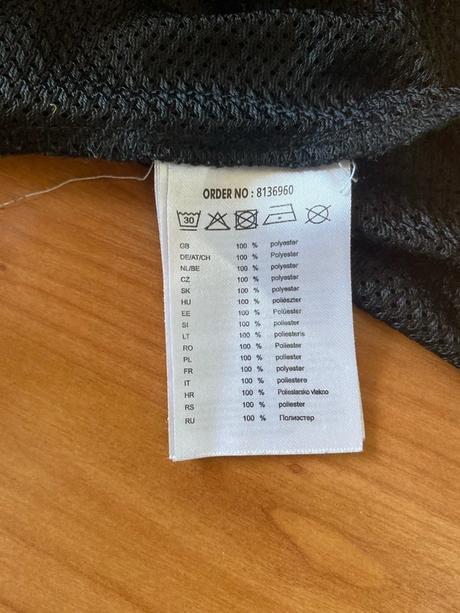 ORDER NO : 8136960
30
GB 100 % polyester
DE/AT/CH 100 % Polyester
NL/BE 100 % polyester
CZ 100 % polyester
SK 100 % polyester
HU 100 % poliészter
EE 100 % Polüester
SI 100 % poliester
LT 100 % poliesteris
RO 100 % Poliester
PL 100 % poliester
FR 100 % polyester
IT 100 % poliestere
HR 100 % Poliestarsko vlakno
RS 100 % poliester
RU 100 % Полиэстер